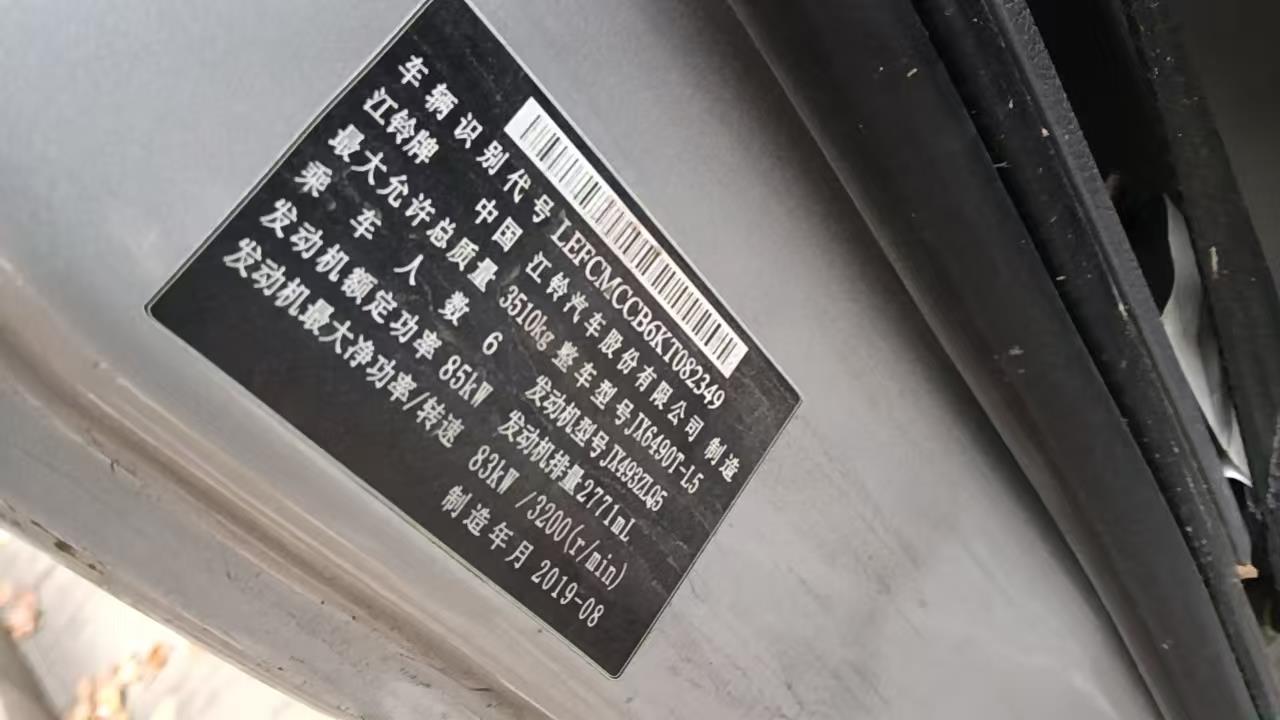 车辆识别代号 LEFCMCCB6KT082349
江铃牌 中国 江铃汽车股份有限公司 制造
最大允许总质量 3510kg 整车型号JX6490T-L5
乘车人数 6 发动机型号JX493ZLQ5
发动机额定功率 85kW 发动机排量2771mL
发动机最大净功率/转速 83kW /3200(r/min)
制造年月 2019-08